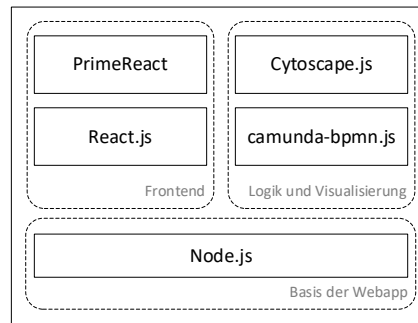 PrimeReact
React.js
Frontend
Cytoscape.js
camunda-bpmn.js
Logik und Visualisierung
Node.js
Basis der Webapp